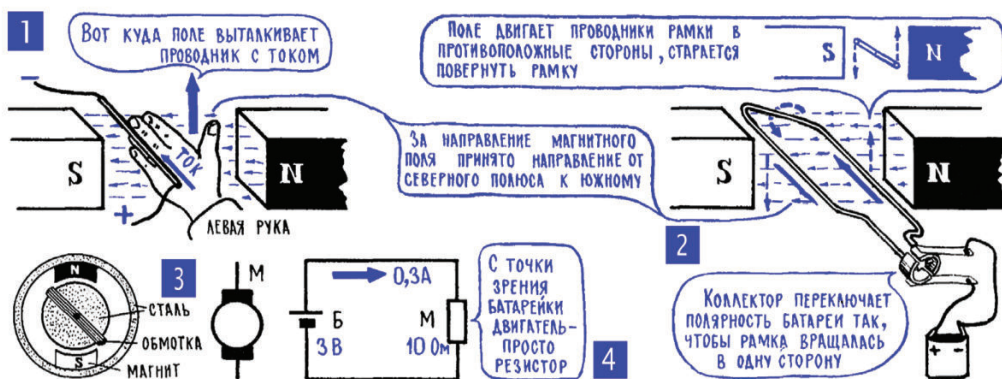 1
Вот куда поле выталкивает
проводник с током
Поле двигает проводники рамки в
противоположные стороны, старается
повернуть рамку
S
N
–
S
ток
N
+
левая рука
За направление магнитного
поля принято направление от
северного полюса к южному
S
N
S
2
3
N
S
сталь
обмотка
магнит
М
0,3А
Б
3 В
М
10 Ом
С точки
зрения
батарейки
двигатель-
просто
резистор
4
Коллектор переключает
полярность батареи так,
чтобы рамка вращалась
в одну сторону
+ -